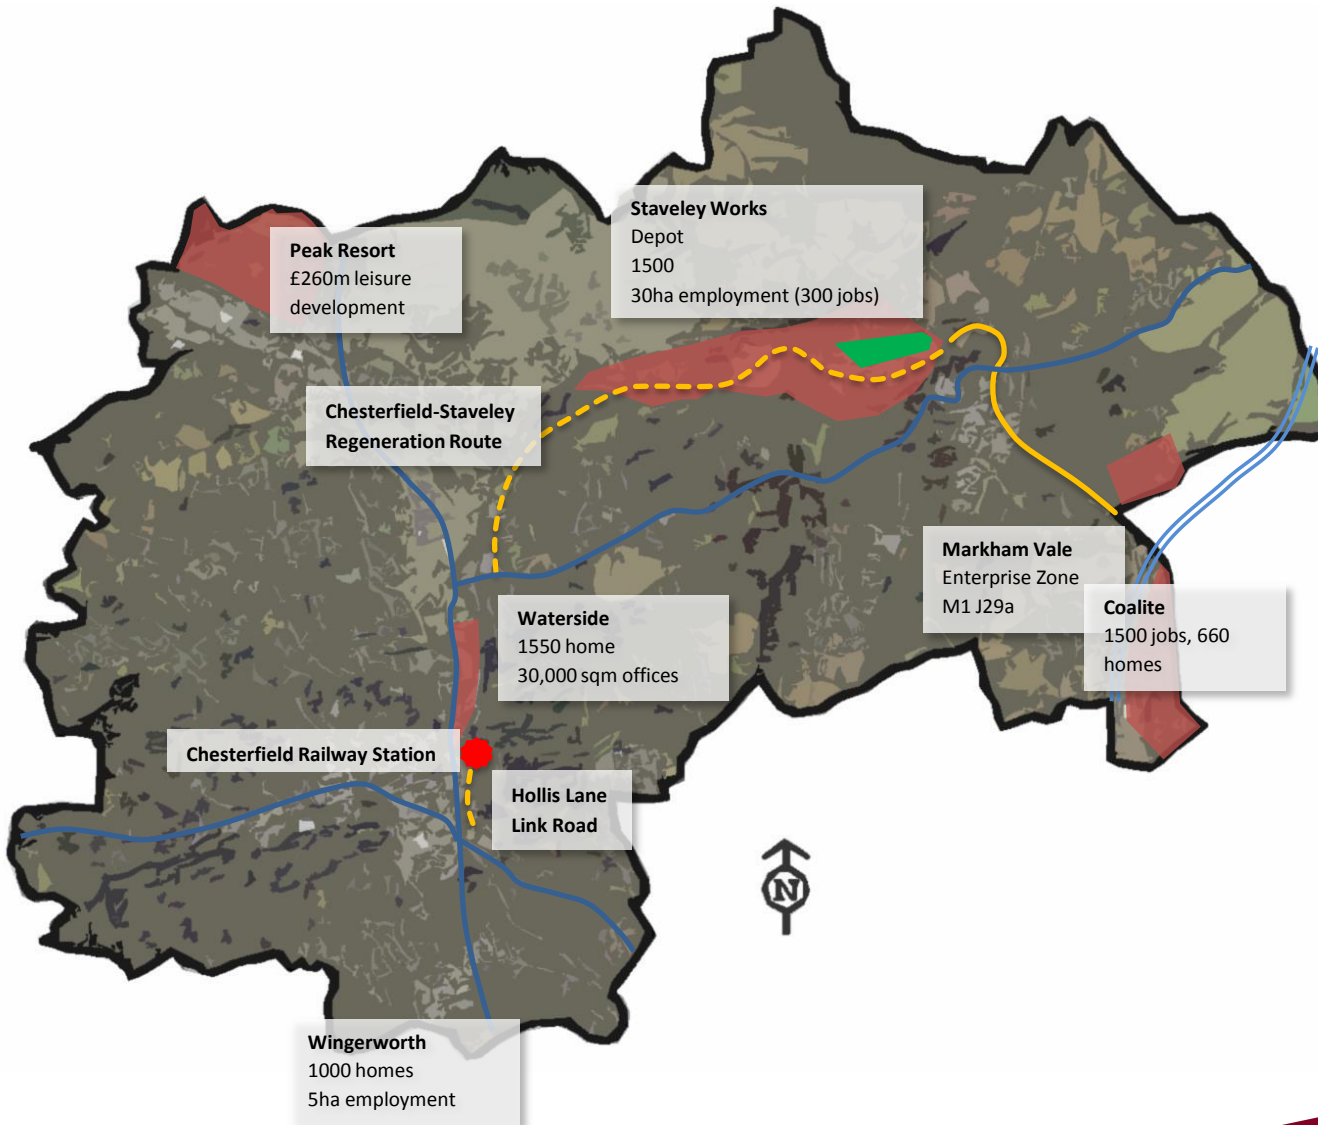 Staveley Works
Depot
1500
30ha employment (300 jobs)
Peak Resort
£260m leisure
development
Chesterfield-Staveley
Regeneration Route
Markham Vale
Enterprise Zone
M1 J29a
Coalite
1500 jobs, 660
homes
Waterside
1550 home
30,000 sqm offices
Chesterfield Railway Station
Hollis Lane
Link Road
N
Wingerworth
1000 homes
5ha employment